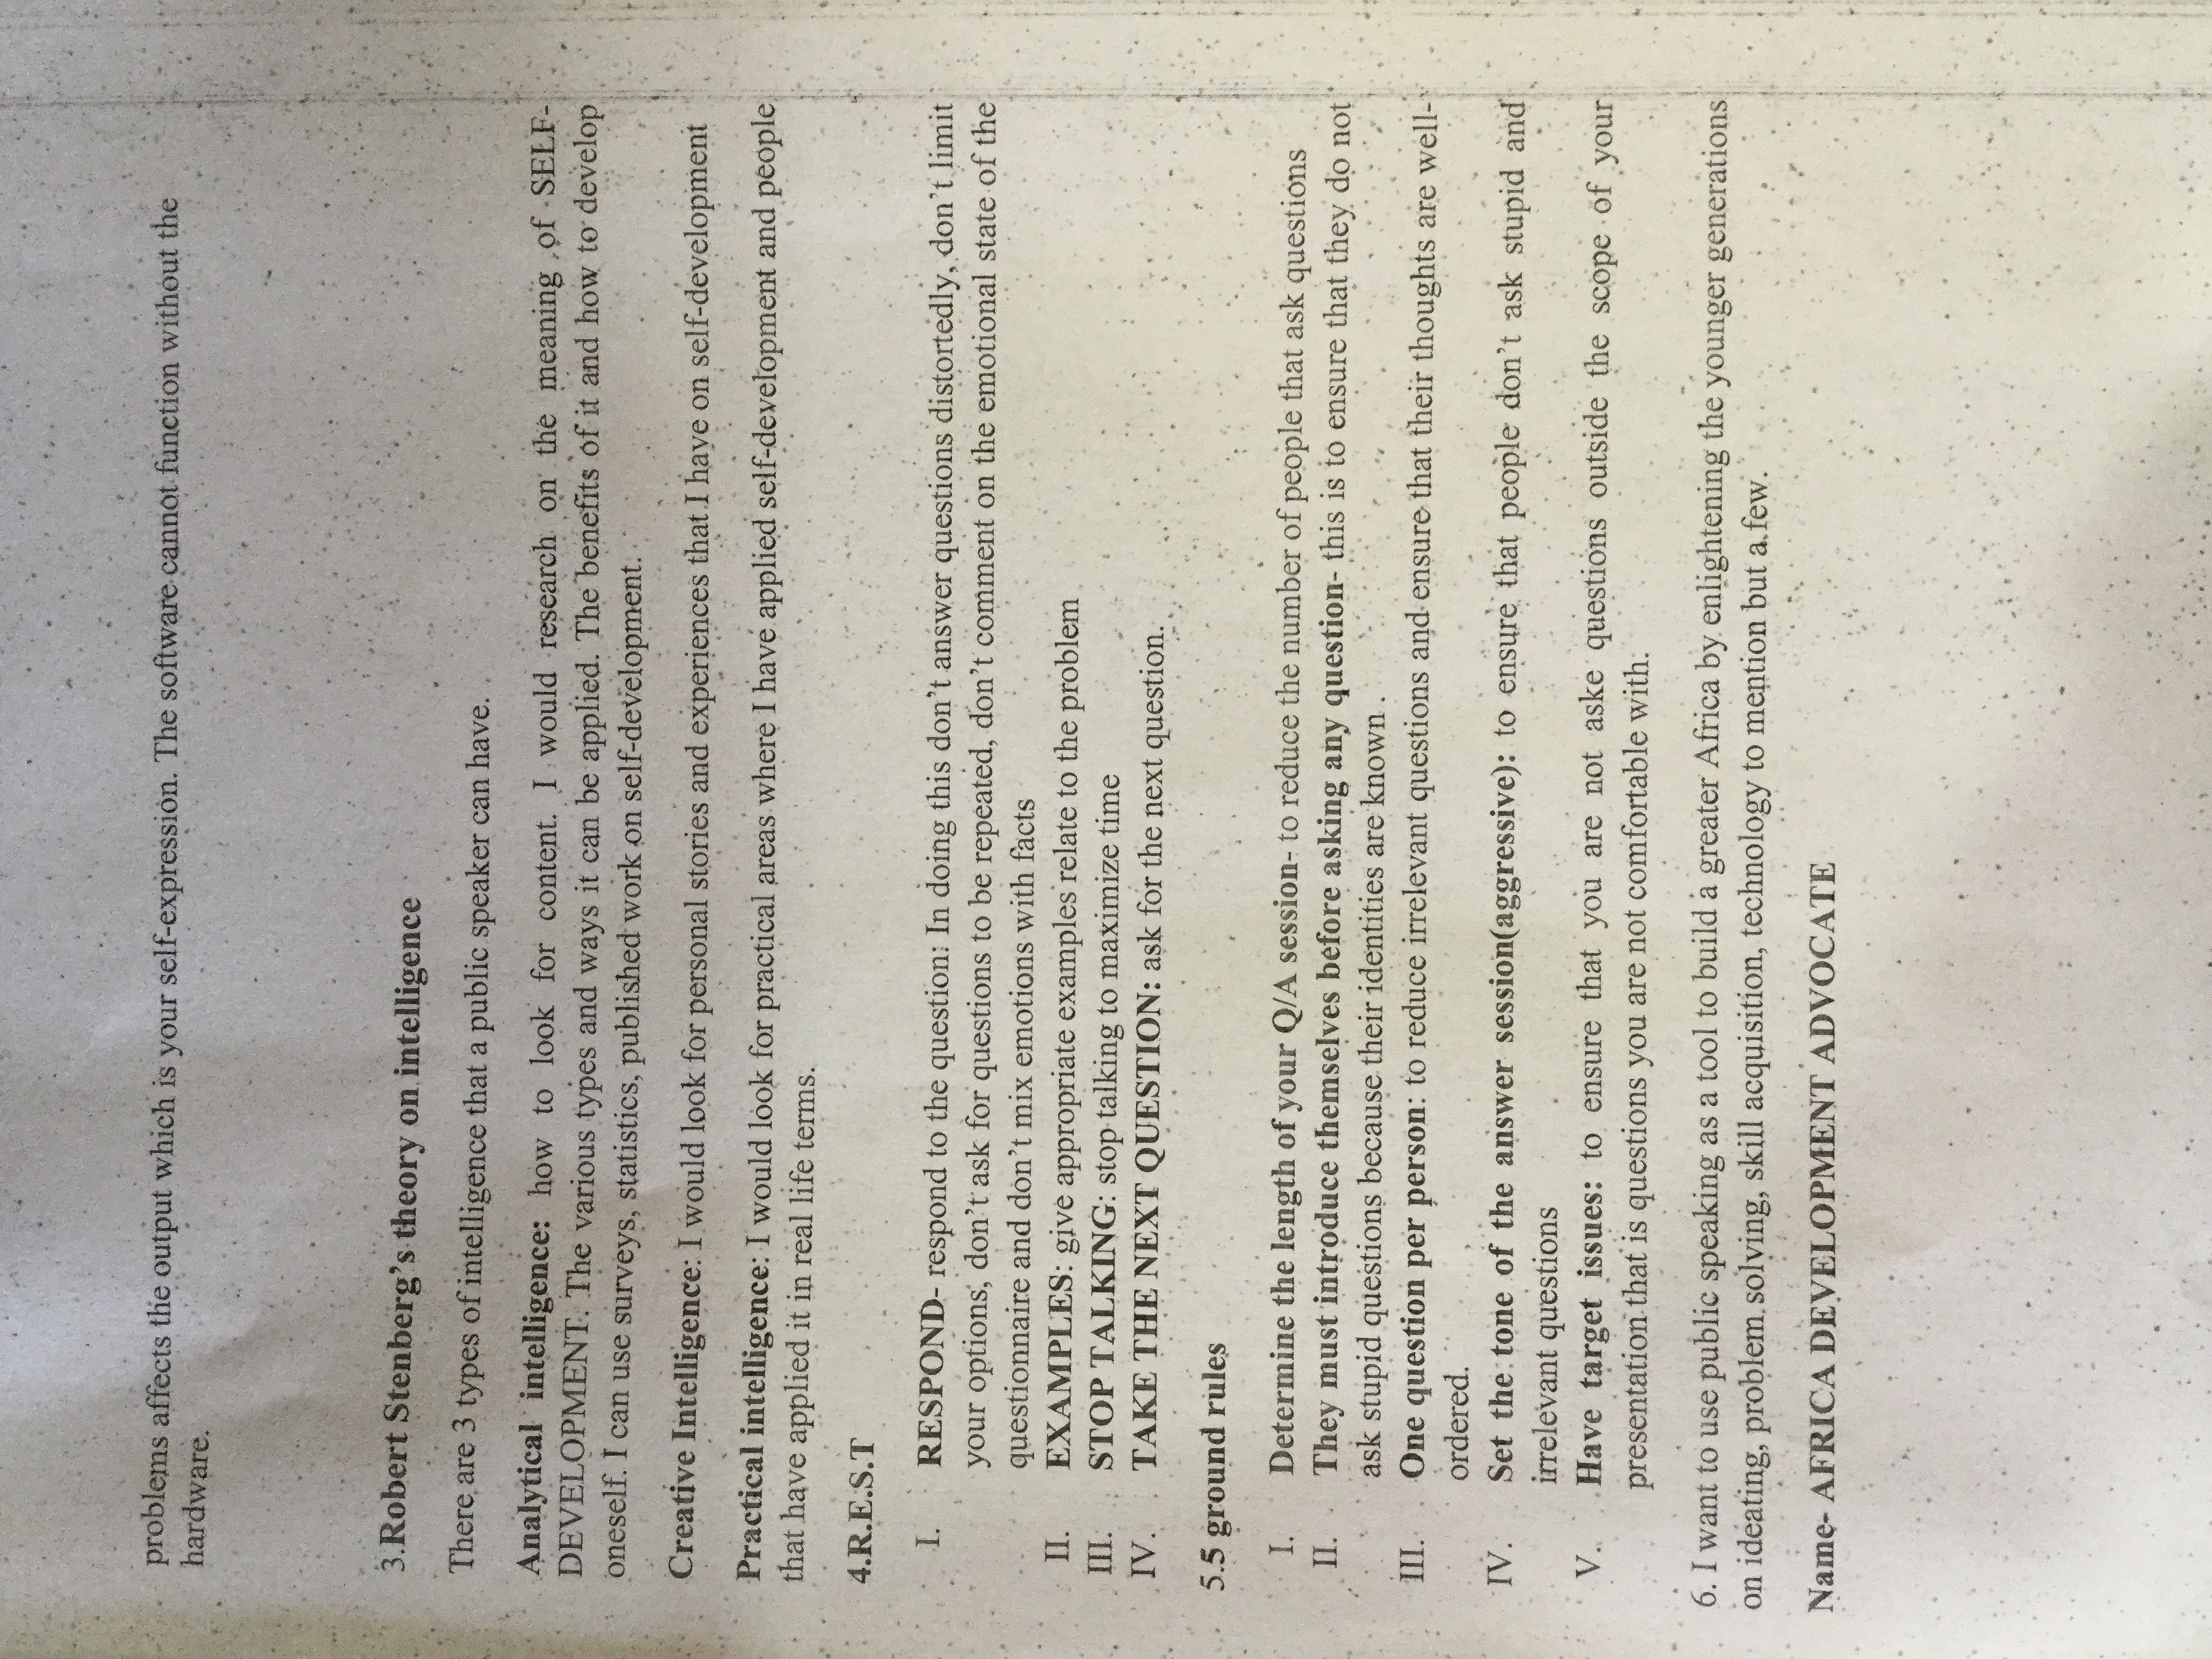 problems affects the output which is your self-expression. The software cannot function without the
hardware.
3.Robert Stenberg's theory on intelligence
There are 3 types of intelligence that a public speaker can have.
Analytical intelligence: how to look for content. I would research on the meaning of SELF-
DEVELOPMENT. The various types and ways it can be applied. The benefits of it and how to develop
oneself. I can use surveys, statistics, published work on self-development.
Creative Intelligence: I would look for personal stories and experiences that I have on self-development
Practical intelligence: I would look for practical areas where I have applied self-development and people
that have applied it in real life terms.
4.R.E.S.T
I. RESPOND- respond to the question: In doing this don't answer questions distortedly, don't limit
your options, don't ask for questions to be repeated, don't comment on the emotional state of the
questionnaire and don't mix emotions with facts
II. EXAMPLES: give appropriate examples relate to the problem
III. STOP TALKING: stop talking to maximize time
IV. TAKE THE NEXT QUESTION: ask for the next question.
5.5 ground rules
I. Determine the length of your Q/A session- to reduce the number of people that ask questions
II. They must introduce themselves before asking any question- this is to ensure that they do not
ask stupid questions because their identities are known .
III. One question per person: to reduce irrelevant questions and ensure that their thoughts are well-
ordered.
IV. Set the tone of the answer session(aggressive): to ensure that people don't ask stupid and
irrelevant questions
V. Have target issues: to ensure that you are not aske questions outside the scope of your
presentation that is questions you are not comfortable with.
6. I want to use public speaking as a tool to build a greater Africa by enlightening the younger generations
on ideating, problem solving, skill acquisition, technology to mention but a few.
Name- AFRICA DEVELOPMENT ADVOCATE